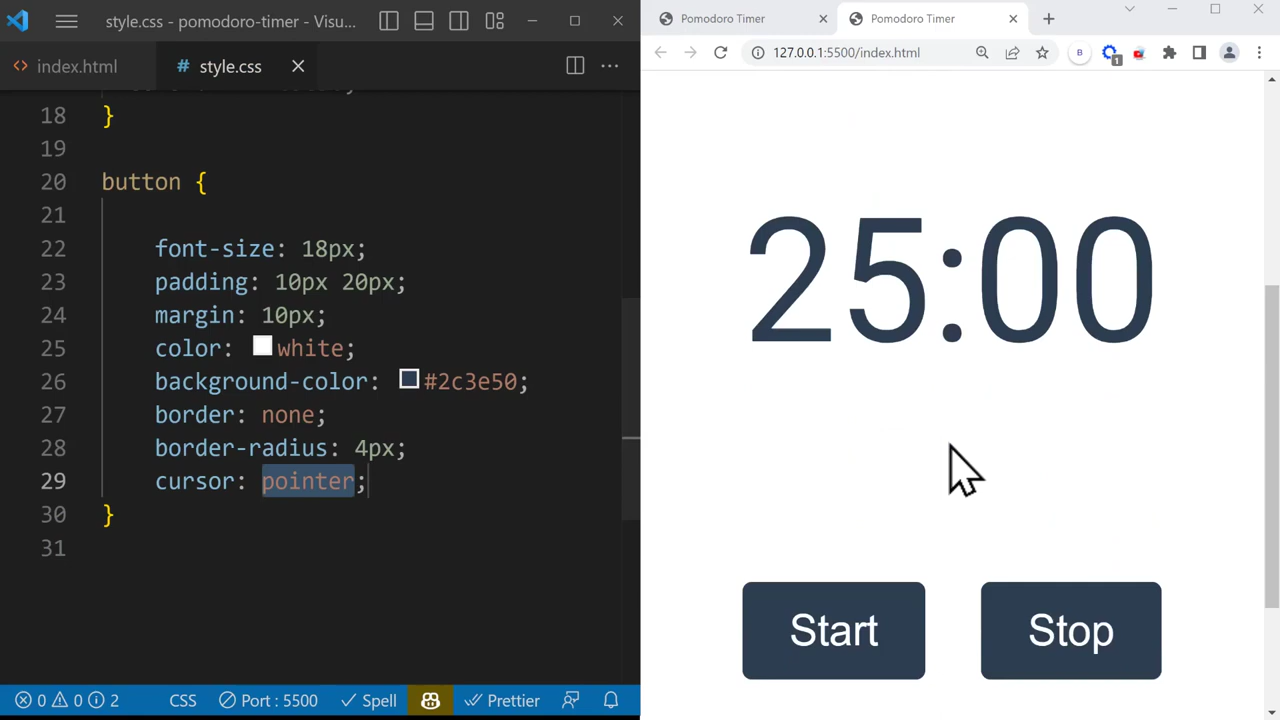 style.css - pomodoro-timer - Visu...
index.html
# style.css
18 }
19
20 button {
21
22 font-size: 18px;
23 padding: 10px 20px;
24 margin: 10px;
25 color: white;
26 background-color: #2c3e50;
27 border: none;
28 border-radius: 4px;
29 cursor: pointer;
30 }
31
0 0 2 CSS Port : 5500 Spell Prettier
Pomodoro Timer
Pomodoro Timer
127.0.0.1:5500/index.html
B
1
25:00
Start
Stop